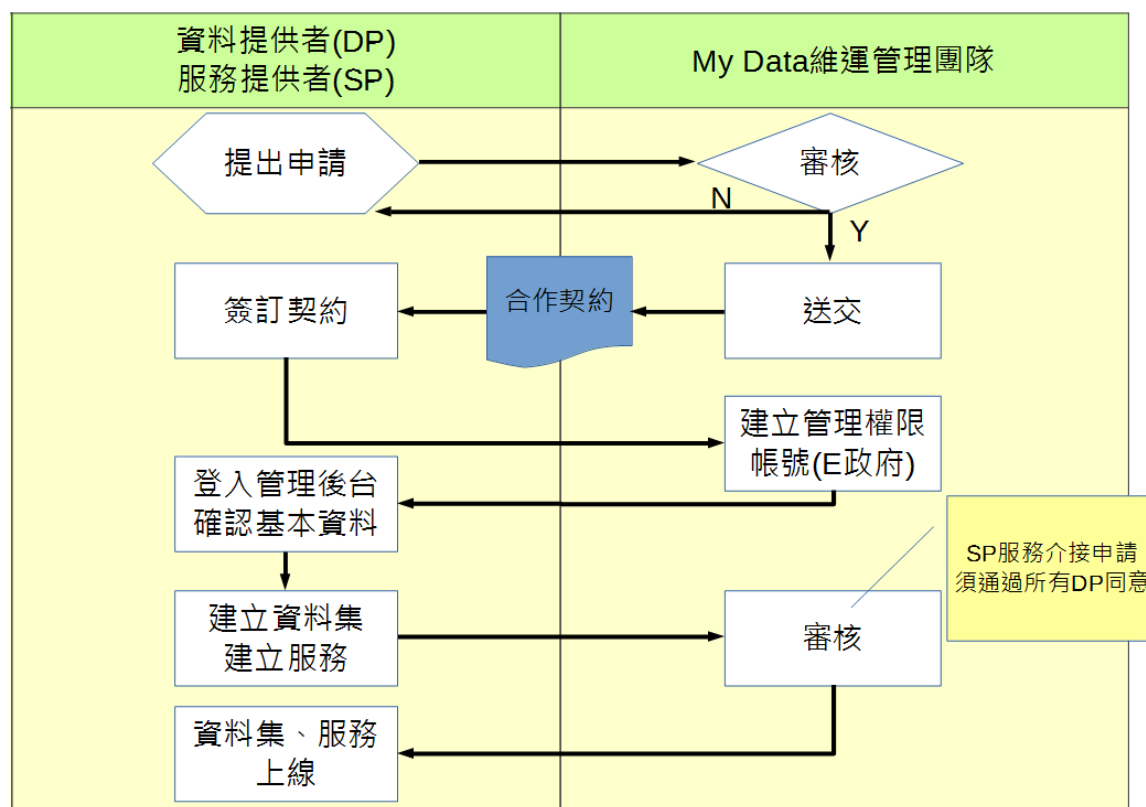 資料提供者(DP)
服務提供者(SP)
My Data維運管理團隊
提出申請
審核
N
Y
簽訂契約
合作契約
送交
建立管理權限
帳號(E政府)
登入管理後台
確認基本資料
SP服務介接申請
須通過所有DP同意
建立資料集
建立服務
審核
資料集、服務
上線